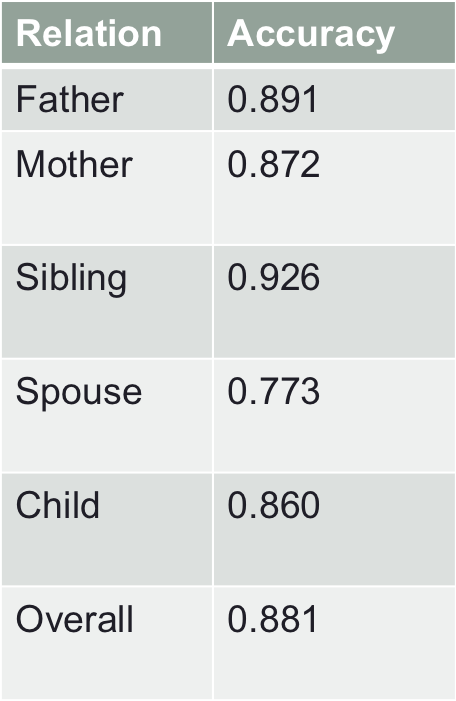 Relation Accuracy
Father 0.891
Mother 0.872
Sibling 0.926
Spouse 0.773
Child 0.860
Overall 0.881